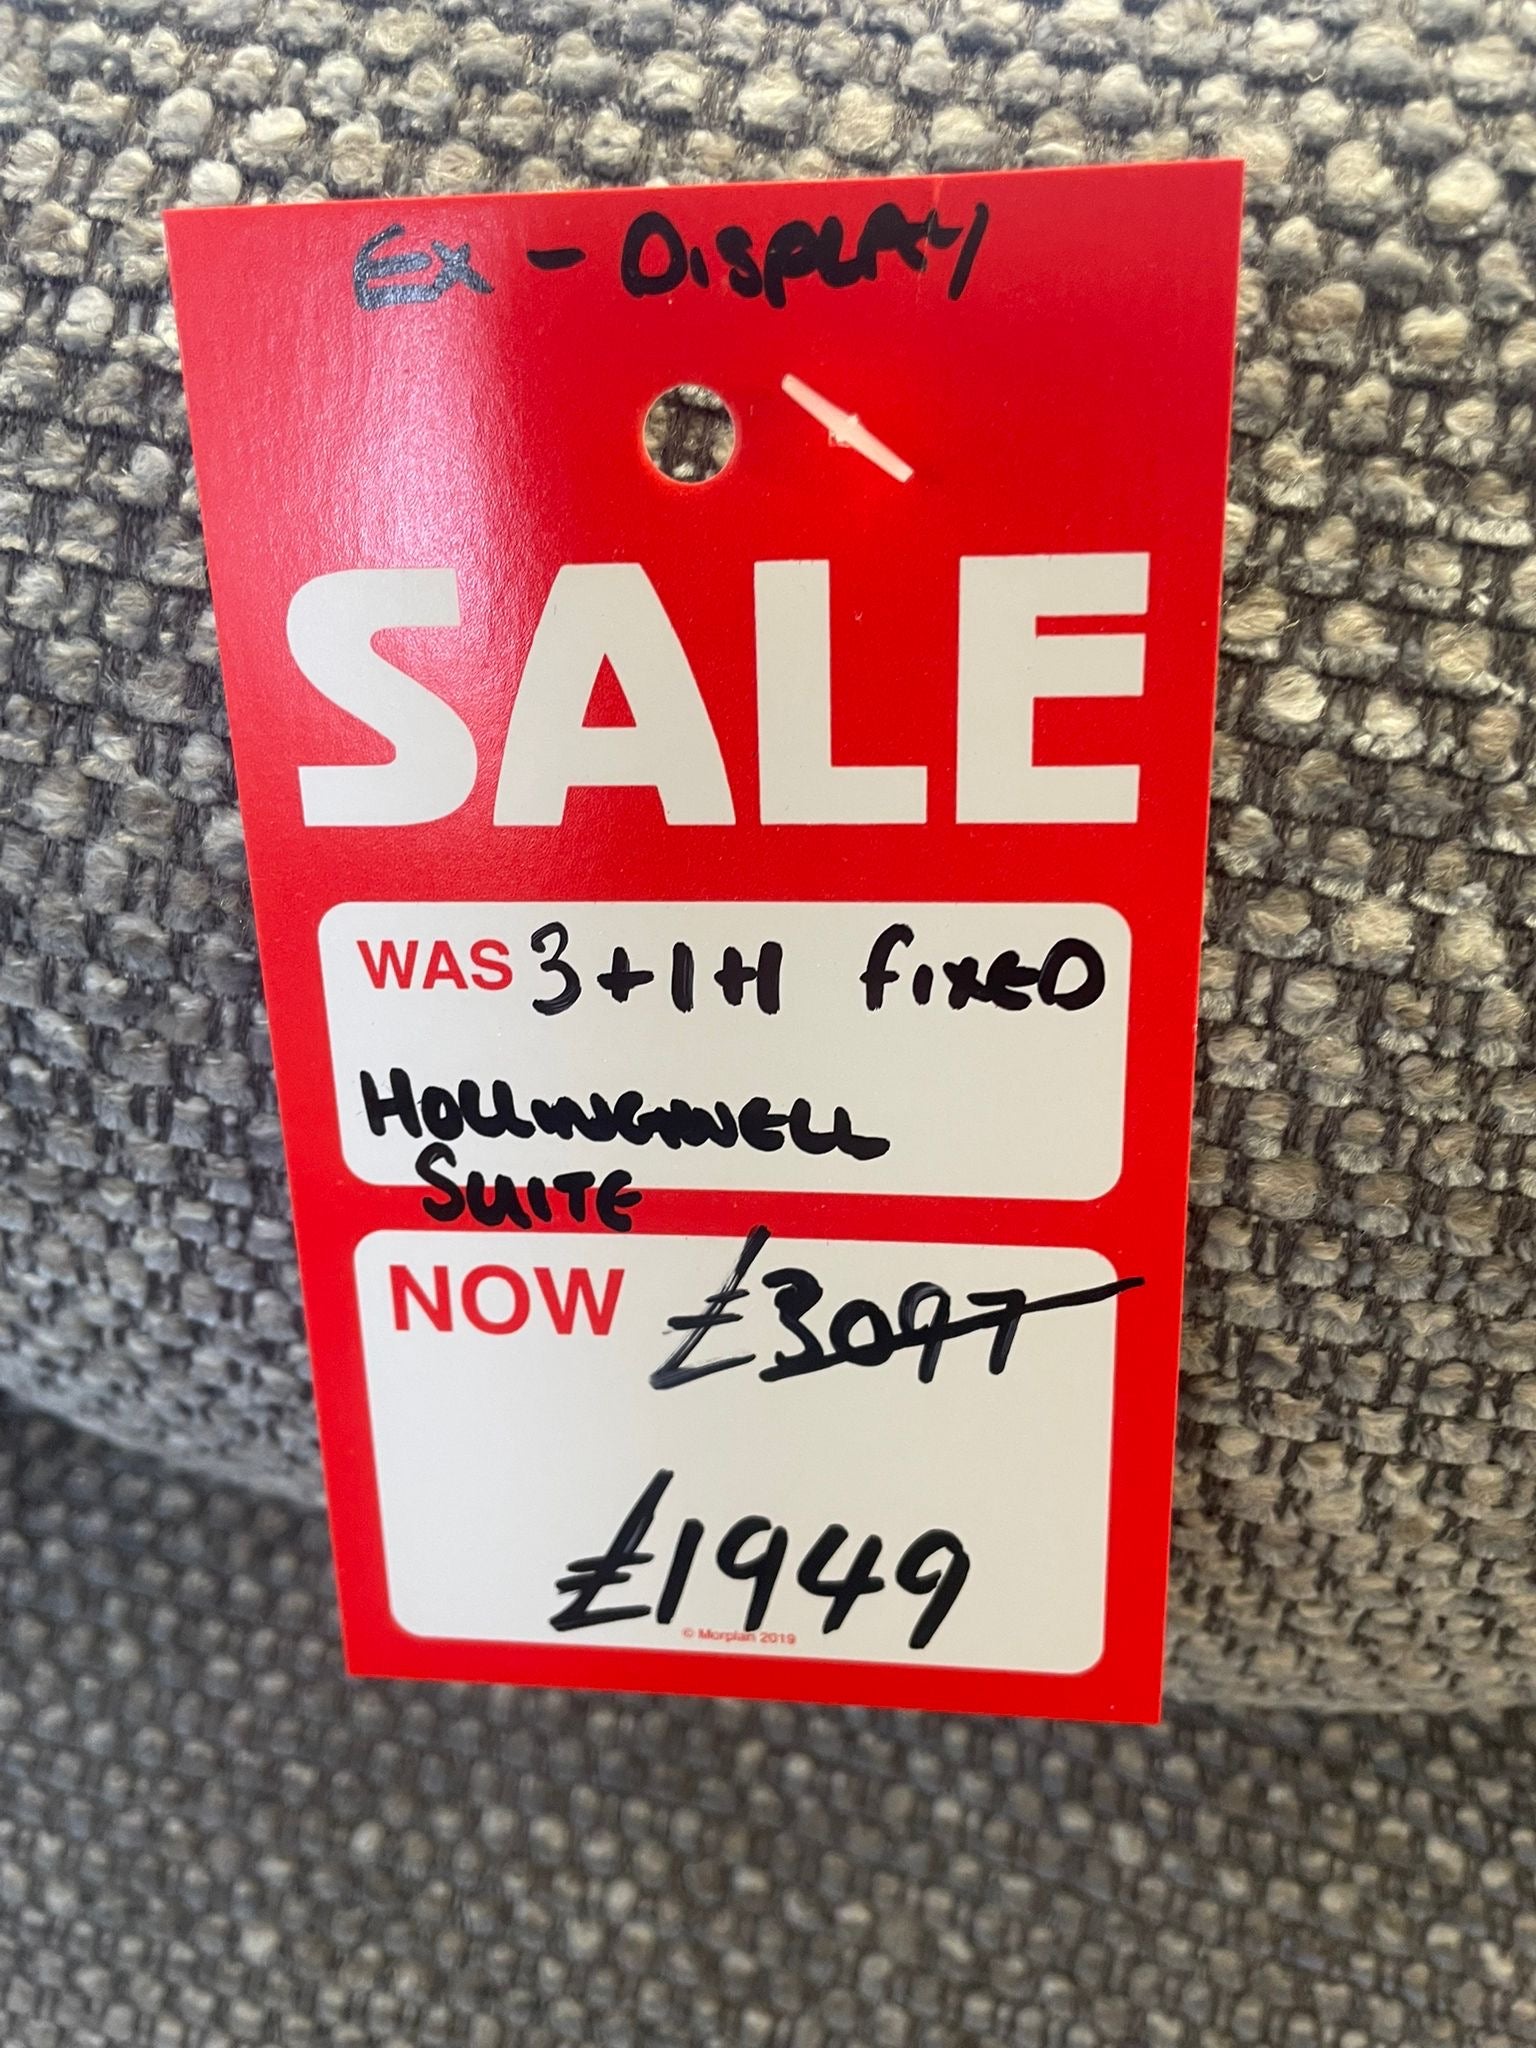 Ex - DISPLAY
SALE
WAS 3+1+1 fixED
HOLLINGWELL
SUITE
NOW £3097
£1949
© Morplan 2019